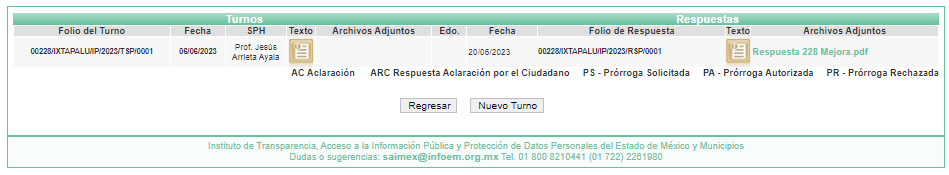 Turnos Respuestas
Folio del Turno Fecha SPH Texto Archivos Adjuntos Edo. Fecha Folio de Respuesta Texto Archivos Adjuntos
00228/IXTAPALU/IP/2023/TSP/0001 06/06/2023 Prof. Jesús Arrieta Ayala 20/06/2023 00228/IXTAPALU/IP/2023/RSP/0001 Respuesta 228 Mejora.pdf
AC Aclaración ARC Respuesta Aclaración por el Ciudadano PS - Prórroga Solicitada PA - Prórroga Autorizada PR - Prórroga Rechazada
Regresar Nuevo Turno
Instituto de Transparencia, Acceso a la Información Pública y Protección de Datos Personales del Estado de México y Municipios
Dudas o sugerencias: saimex@infoem.org.mx Tel. 01 800 8210441 (01 722) 2261980